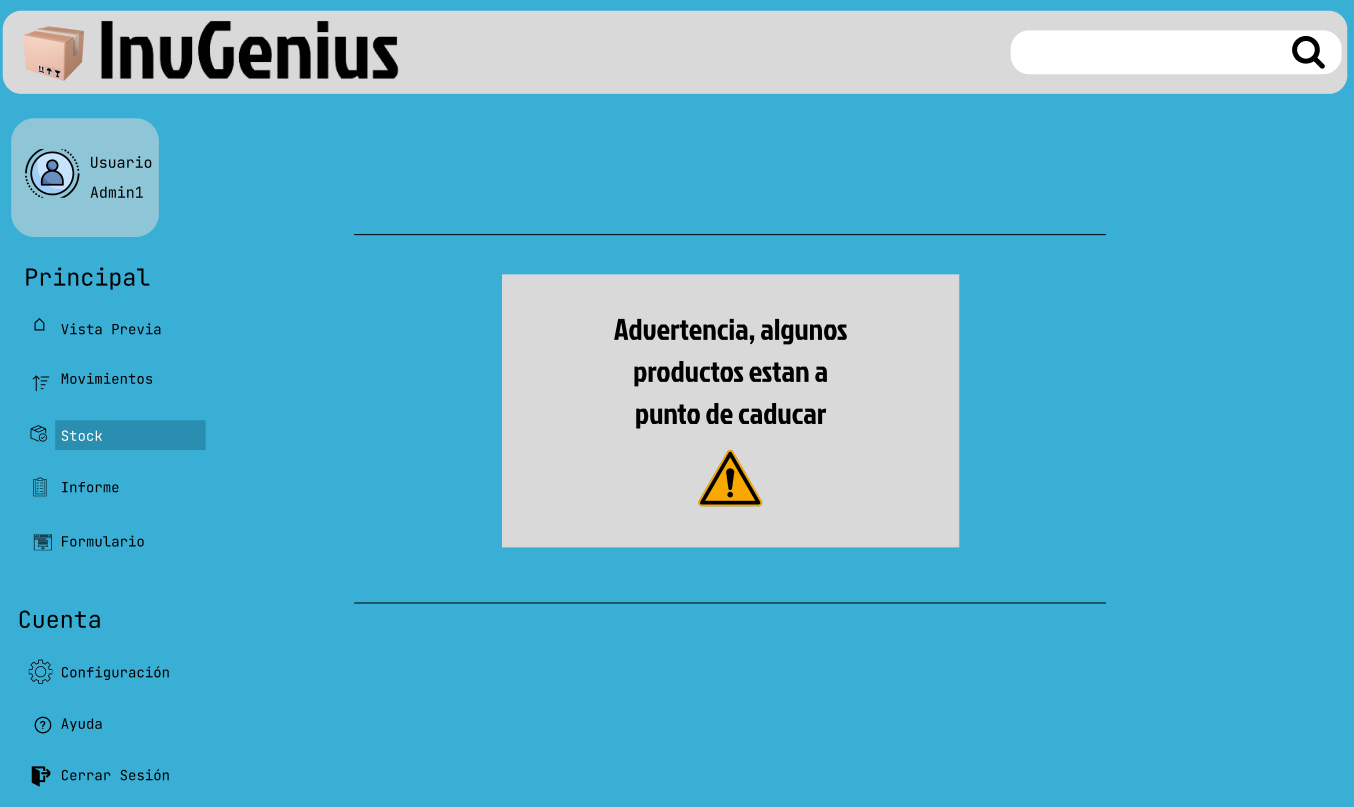 InvGenius
Usuario
Admin1
Principal
Vista Previa
Movimientos
Stock
Informe
Formulario
Cuenta
Configuración
Ayuda
Cerrar Sesión
Advertencia, algunos
productos estan a
punto de caducar